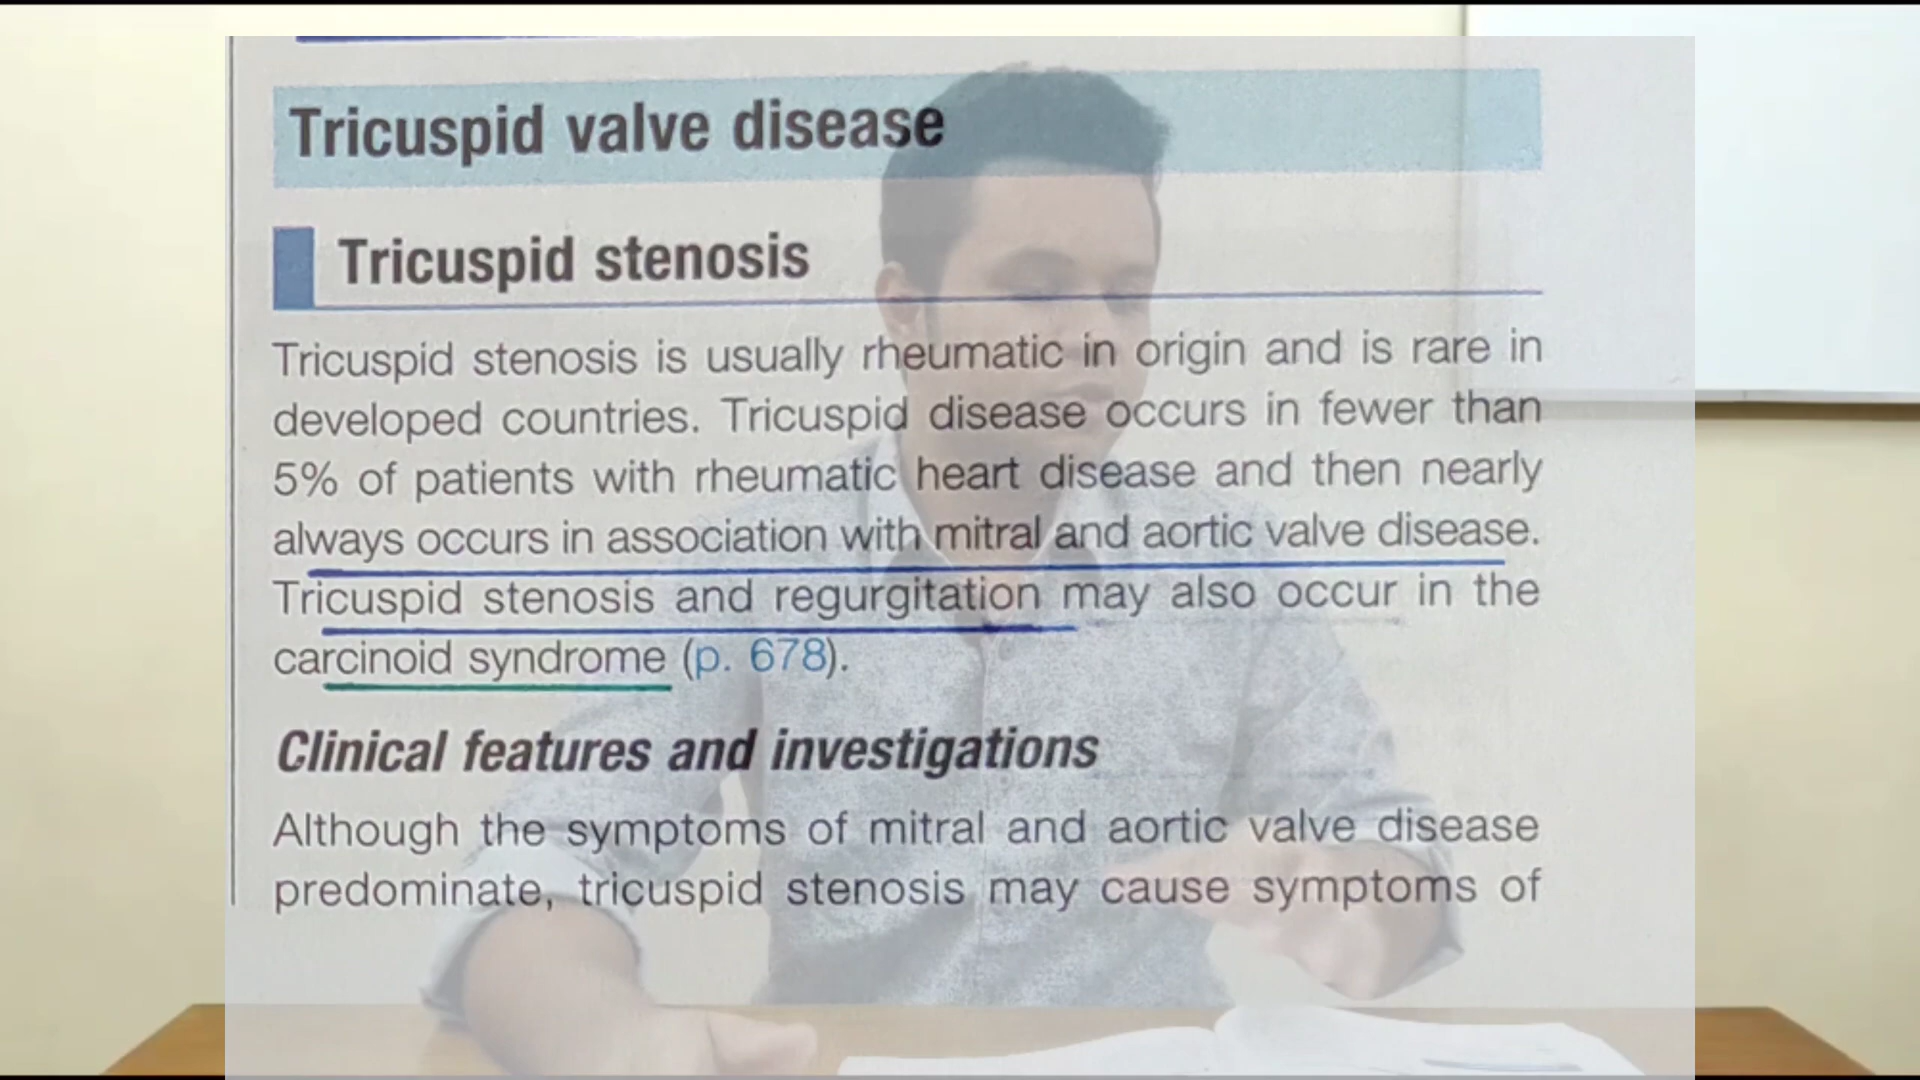 Tricuspid valve disease
Tricuspid stenosis
Tricuspid stenosis is usually rheumatic in origin and is rare in
developed countries. Tricuspid disease occurs in fewer than
5% of patients with rheumatic heart disease and then nearly
always occurs in association with mitral and aortic valve disease.
Tricuspid stenosis and regurgitation may also occur in the
carcinoid syndrome (p. 678).
Clinical features and investigations
Although the symptoms of mitral and aortic valve disease
predominate, tricuspid stenosis may cause symptoms of